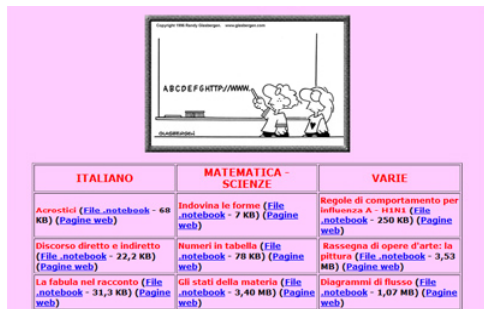 Copyright 1996 Randy Glasbergen. www.glasbergen.com
ABCDEFGHTTP://WWW.
GLASBERGEN
ITALIANO
MATEMATICA -
SCIENZE
VARIE
Acrostici (File .notebook - 68
KB) (Pagine web)
Indovina le forme (File
.notebook - 7 KB) (Pagine
web)
Regole di comportamento per
influenza A - H1N1 (File
.notebook - 250 KB) (Pagine
web)
Discorso diretto e indiretto
(File .notebook - 22,2 KB)
(Pagine web)
Numeri in tabella (File
.notebook - 78 KB) (Pagine
web)
Rassegna di opere d'arte: la
pittura (File .notebook - 3,53
MB) (Pagine web)
La fabula nel racconto (File
.notebook - 31,3 KB) (Pagine
web)
Gli stati della materia (File
.notebook - 3,40 MB) (Pagine
web)
Diagrammi di flusso (File
.notebook - 1,07 MB) (Pagine
web)